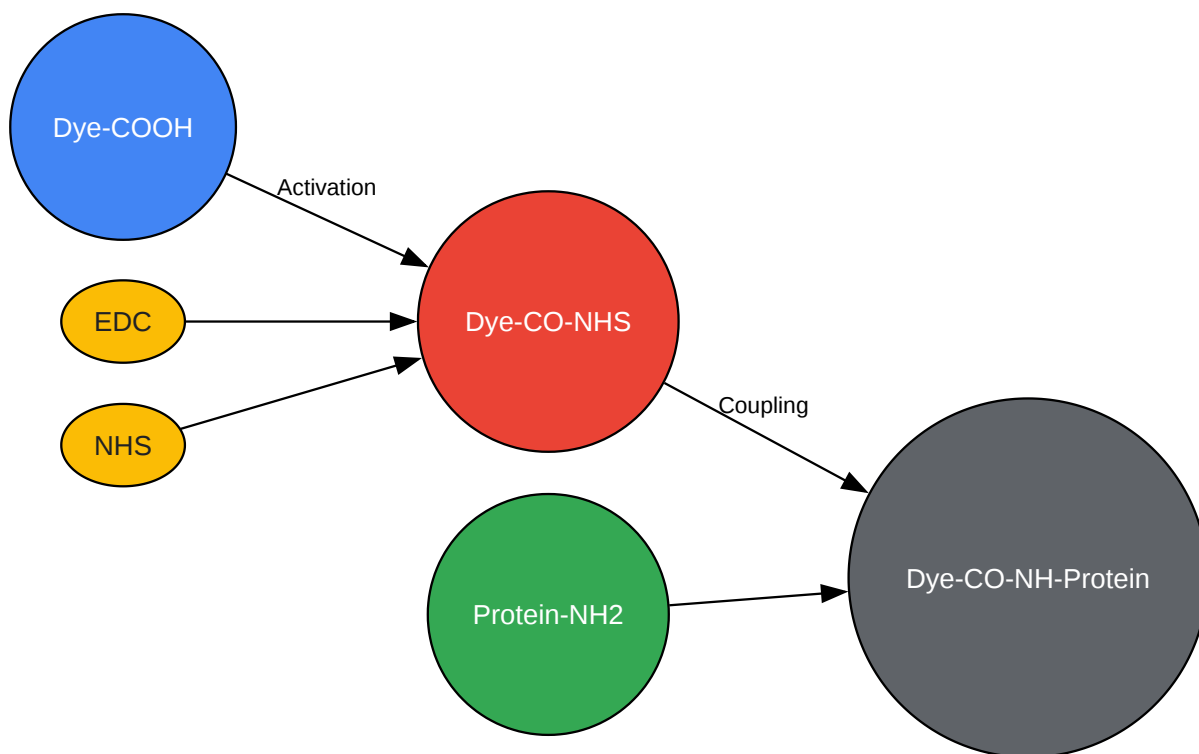 Dye-COOH
Activation
EDC
Dye-CO-NHS
NHS
Coupling
Protein-NH2
Dye-CO-NH-Protein